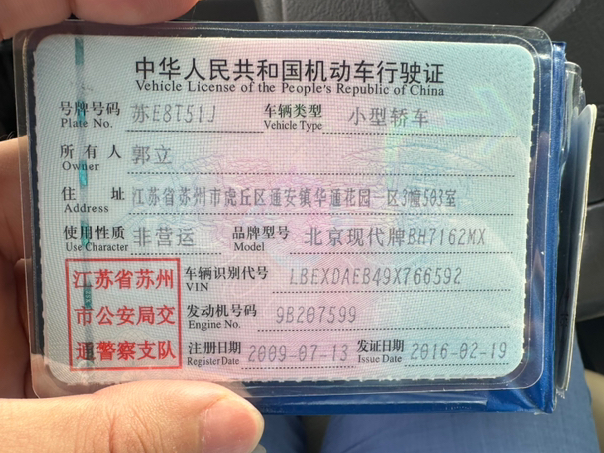 中华人民共和国机动车行驶证
Vehicle License of the People's Republic of China
号牌号码 苏E8T51J 车辆类型 小型轿车
Plate No. Vehicle Type
所有人 郭立
Owner
住址 江苏省苏州市虎丘区通安镇华通花园一区3幢503室
Address
使用性质 非营运 品牌型号 北京现代牌BH7162MX
Use Character Model
江苏省苏州 车辆识别代号 LBEXDAEB49X766592
VIN
市公安局交 发动机号码 9B207599
Engine No.
通警察支队 注册日期 2009-07-13 发证日期 2016-02-19
Register Date Issue Date